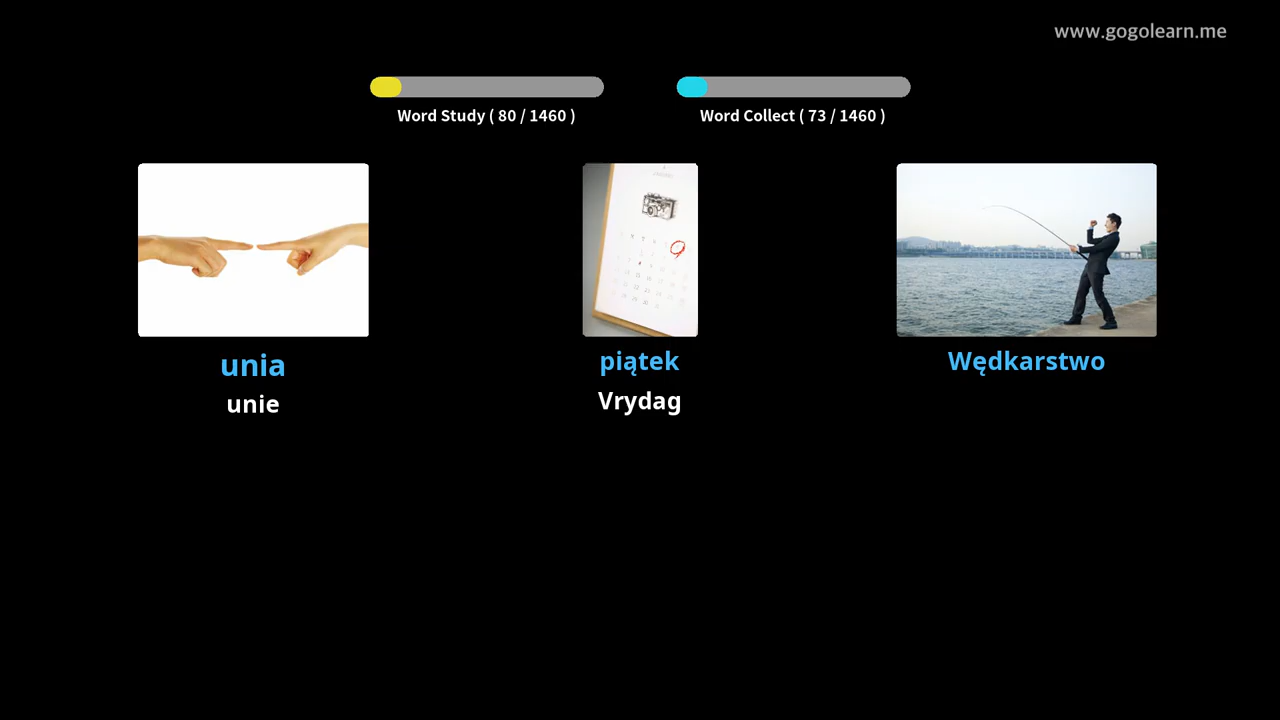 www.gogolearn.me
Word Study ( 80 / 1460 )
Word Collect ( 73 / 1460 )
unia
unie
piątek
Vrydag
Wędkarstwo